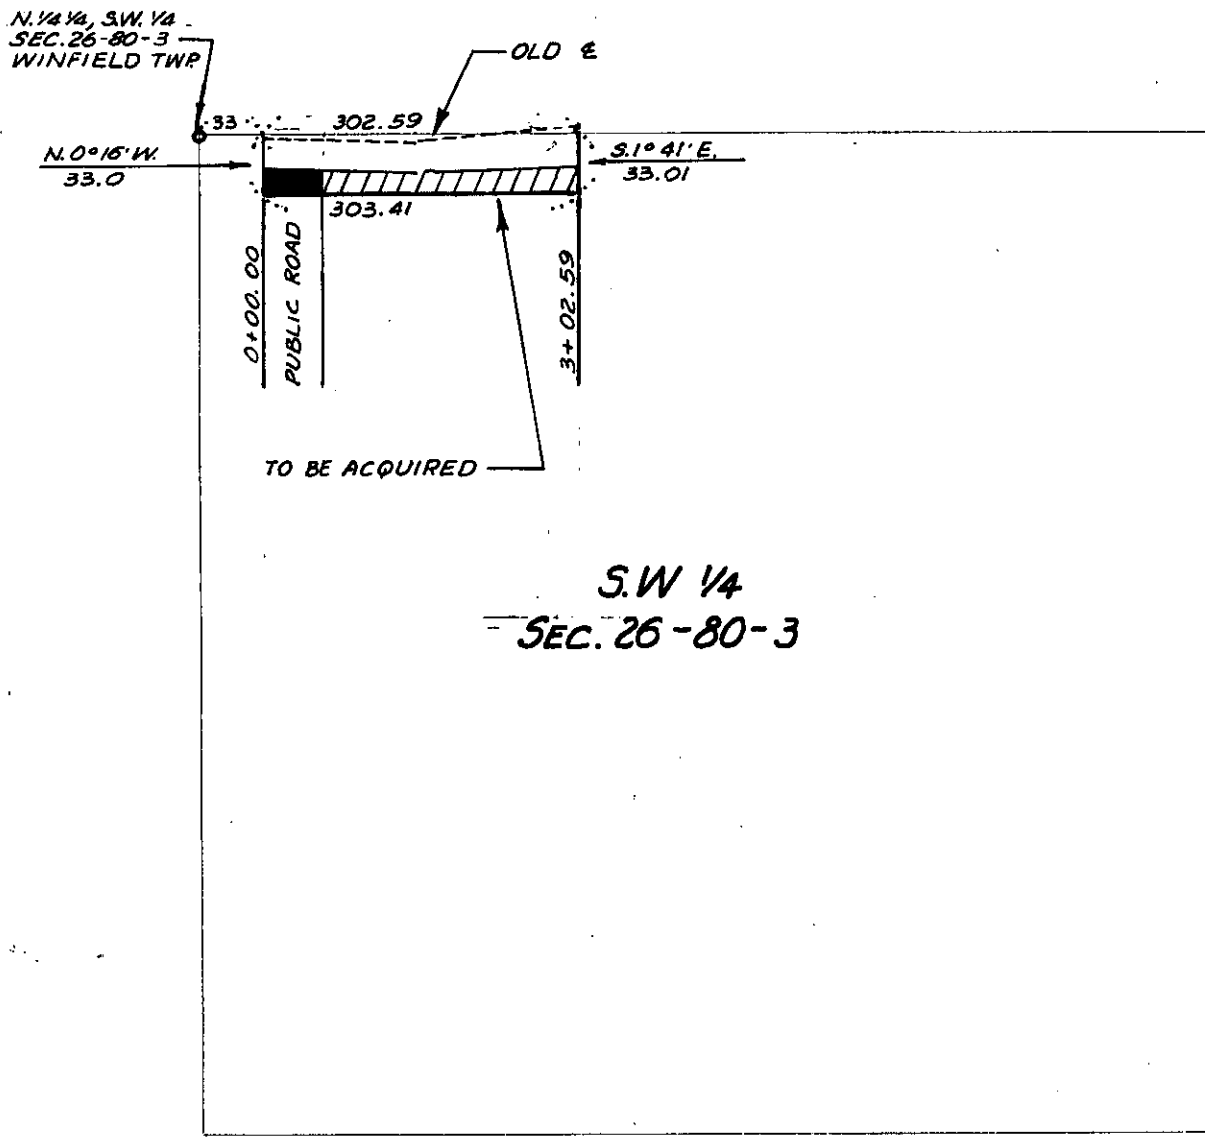 N.1/4 1/4, S.W. 1/4
SEC. 26-80-3
WINFIELD TWP.
OLD ℄
33
302.59
N.0°16'W.
33.0
S.1°41'E.
33.01
303.41
0+00.00
PUBLIC ROAD
3+02.59
TO BE ACQUIRED
S.W 1/4
SEC. 26-80-3